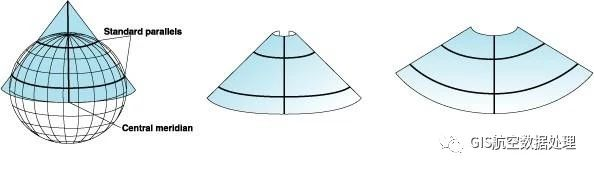 Standard parallels
Central meridian
GIS航空数据处理